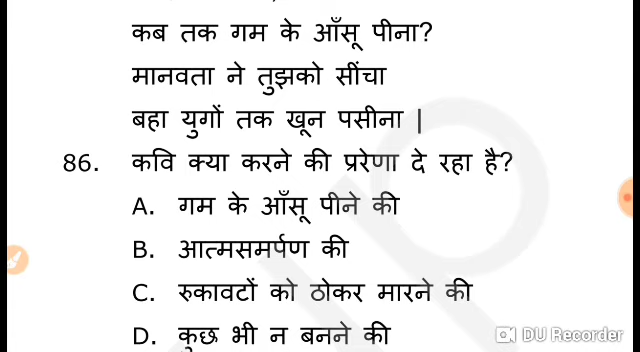 कब तक गम के आँसू पीना?
मानवता ने तुझको सींचा
बहा युगों तक खून पसीना |
86. कवि क्या करने की प्रेरणा दे रहा है?
A. गम के आँसू पीने की
B. आत्मसमर्पण की
C. रुकावटों को ठोकर मारने की
D. कुछ भी न बनने की
DU Recorder